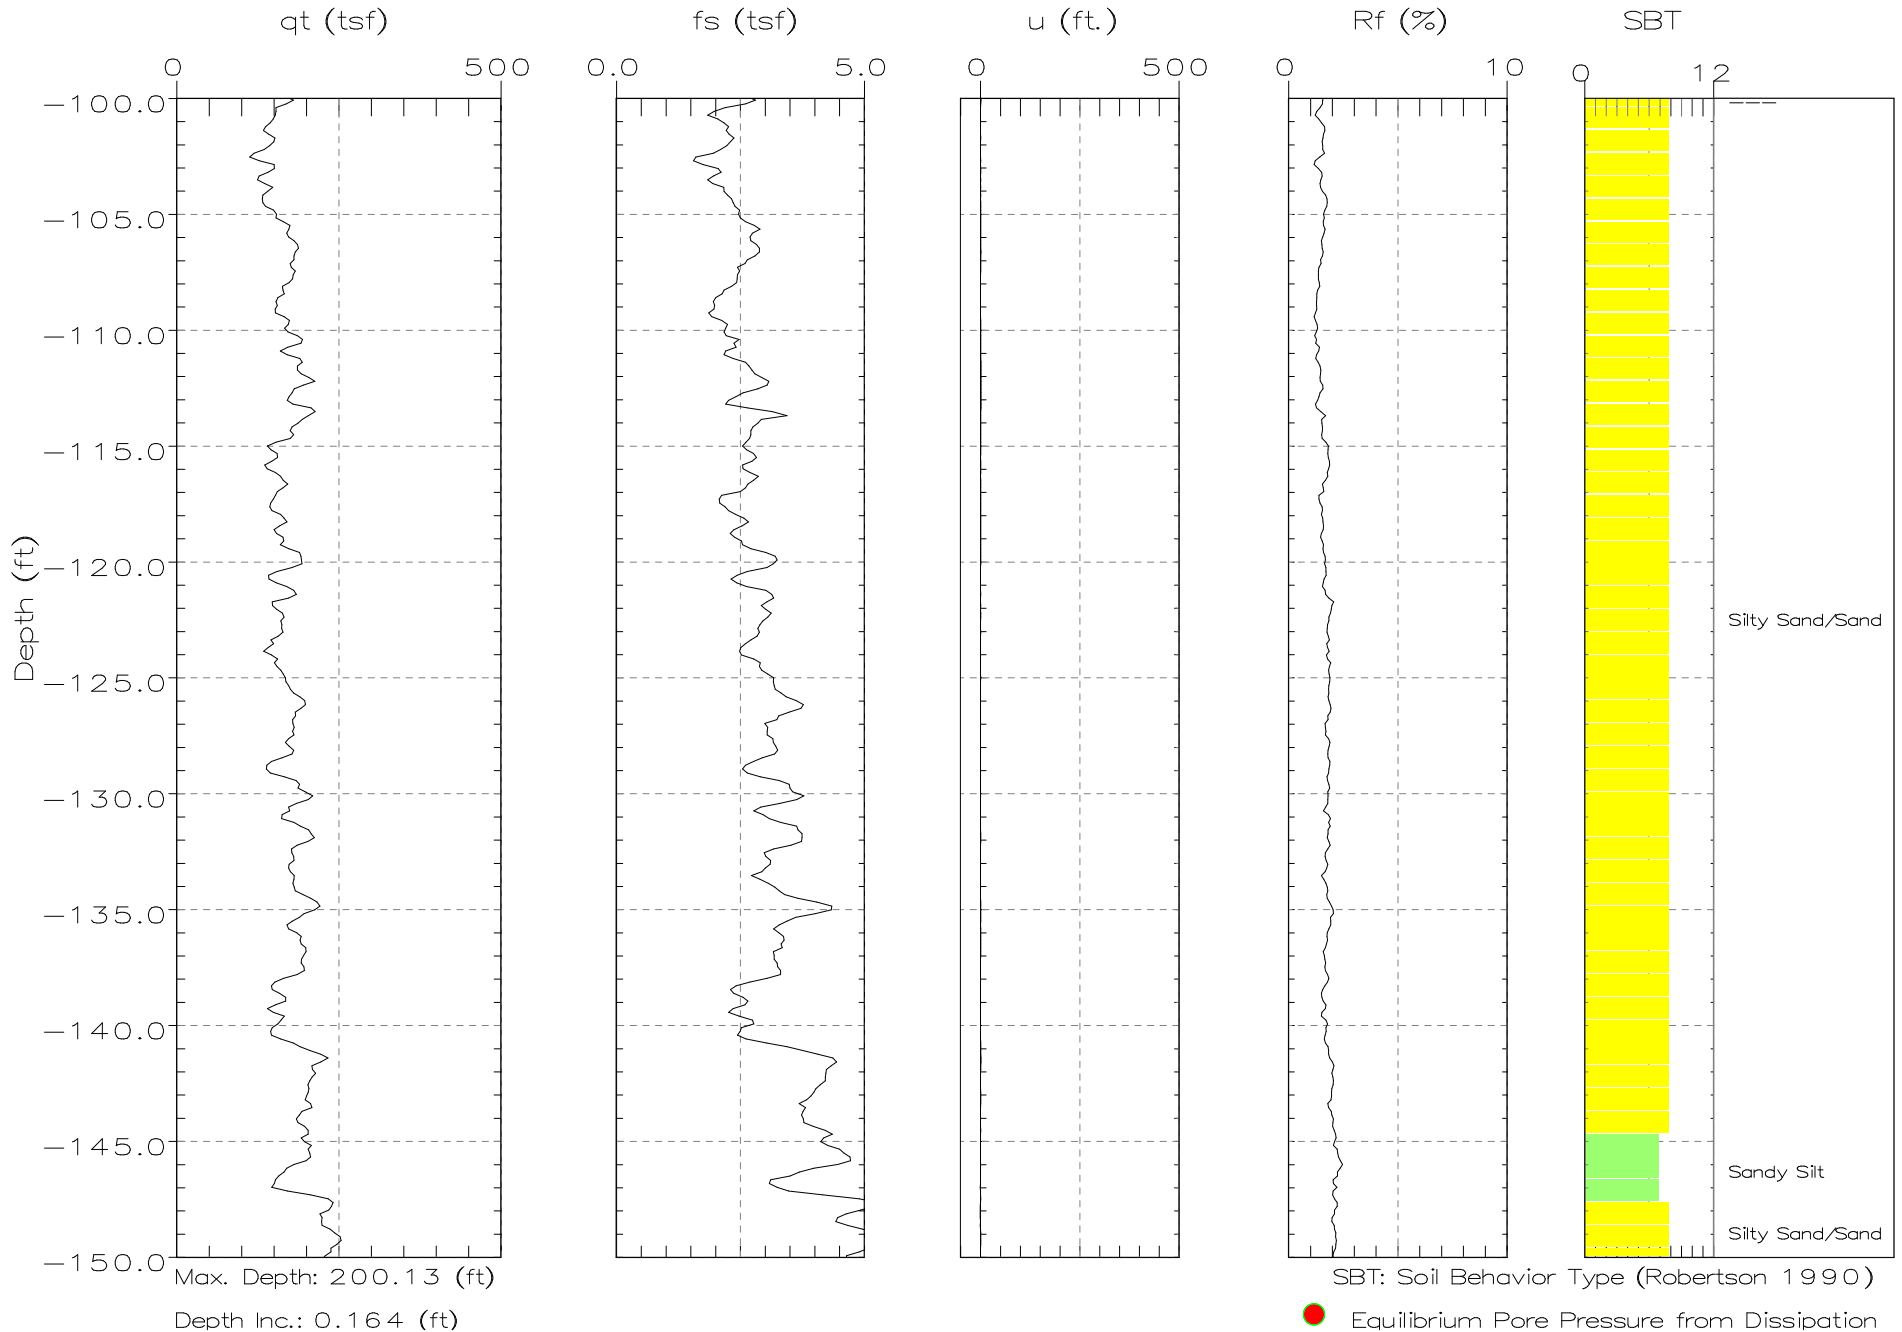 qt (tsf) fs (tsf) u (ft.) Rf (%) SBT
0 500 0.0 5.0 0 500 0 10 0 12
-100.0
-105.0
-110.0
-115.0
Depth (ft)
-120.0
Silty Sand/Sand
-125.0
-130.0
-135.0
-140.0
-145.0
Sandy Silt
Silty Sand/Sand
-150.0
Max. Depth: 200.13 (ft) SBT: Soil Behavior Type (Robertson 1990)
Depth Inc.: 0.164 (ft) Equilibrium Pore Pressure from Dissipation